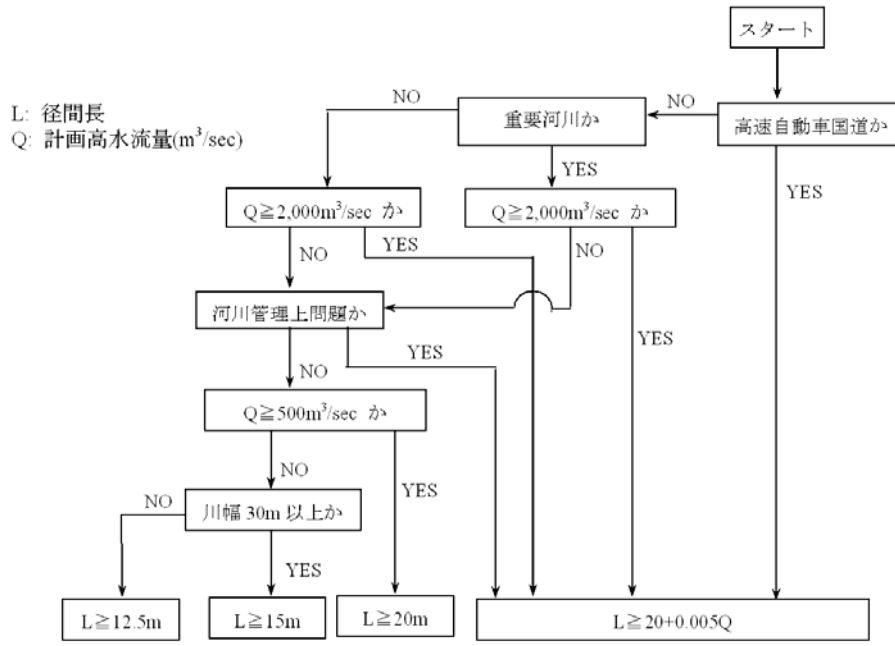 スタート
L: 径間長
Q: 計画高水流量(m³/sec)
NO
重要河川か
NO
高速自動車国道か
YES
YES
Q≧2,000m³/sec か
Q≧2,000m³/sec か
NO
YES
NO
河川管理上問題か
YES
YES
NO
Q≧500m³/sec か
NO
YES
NO
川幅 30m 以上か
YES
L≧12.5m
L≧15m
L≧20m
L≧20+0.005Q